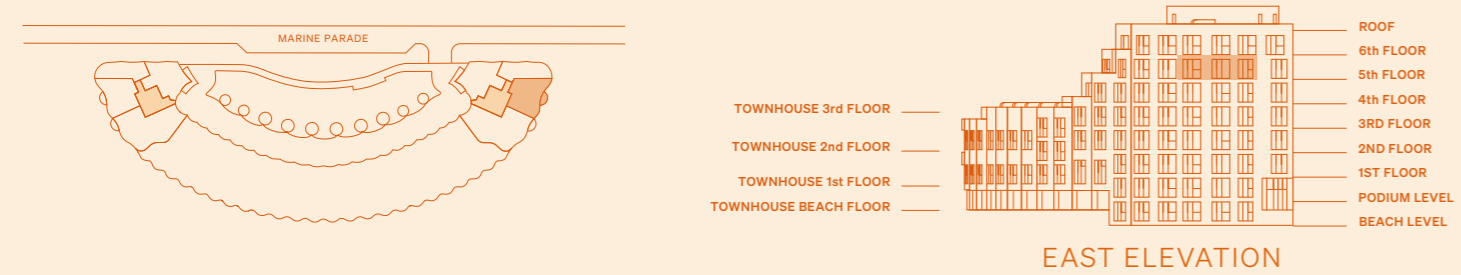 MARINE PARADE
TOWNHOUSE 3rd FLOOR
TOWNHOUSE 2nd FLOOR
TOWNHOUSE 1st FLOOR
TOWNHOUSE BEACH FLOOR
ROOF
6th FLOOR
5th FLOOR
4th FLOOR
3RD FLOOR
2ND FLOOR
1ST FLOOR
PODIUM LEVEL
BEACH LEVEL
EAST ELEVATION